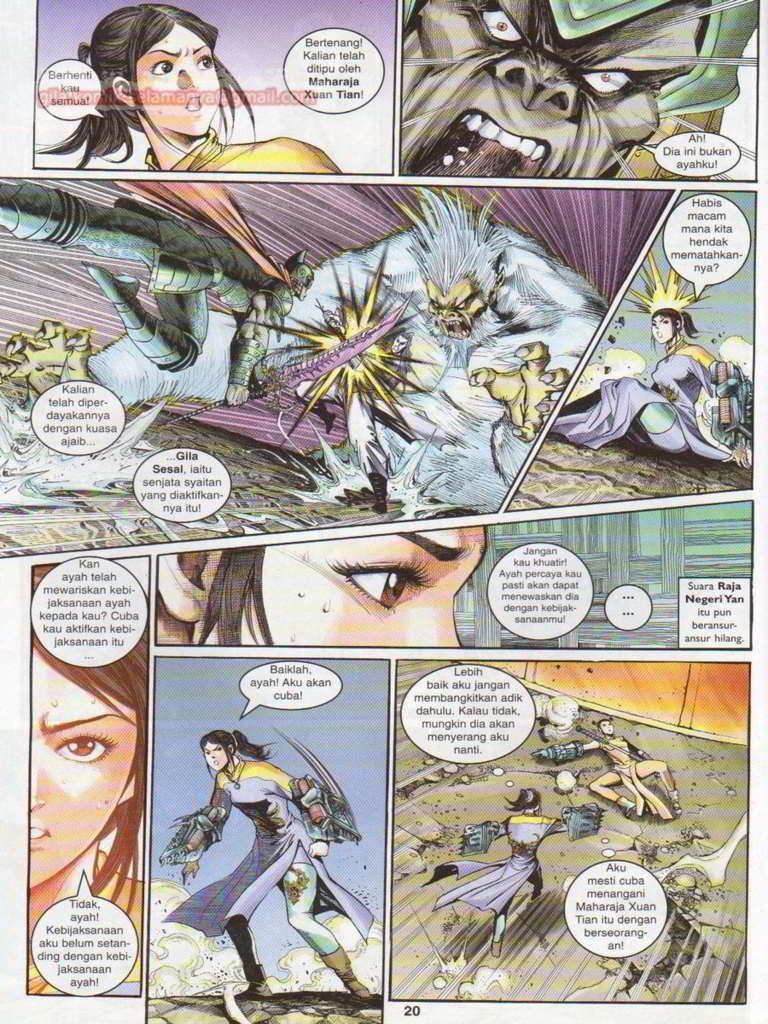 Berhenti
kau
semua!
Bertenang!
Kalian telah
ditipu oleh
Maharaja
Xuan Tian!
Ah!
Dia ini bukan
ayahku!
Kalian
telah diper-
dayakannya
dengan kuasa
ajaib...
...Gila
Sesal, iaitu
senjata syaitan
yang diaktifkan-
nya itu!
Habis
macam
mana kita
hendak
mematahkan-
nya?
Kan
ayah telah
mewariskan kebi-
jaksanaan ayah
kepada kau? Cuba
kau aktifkan kebi-
jaksanaan itu
...
Tidak,
ayah!
Kebijaksanaan
aku belum setan-
ding dengan kebi-
jaksanaan
ayah!
Jangan
kau khuatir!
Ayah percaya kau
pasti akan dapat
menewaskan dia
dengan kebijak-
sanaanmu!
...
...
Suara Raja
Negeri Yan
itu pun
beransur-
ansur hilang.
Baiklah,
ayah! Aku akan
cuba!
Lebih
baik aku jangan
membangkitkan adik
dahulu. Kalau tidak,
mungkin dia akan
menyerang aku
nanti.
Aku
mesti cuba
menangani
Maharaja Xuan
Tian itu dengan
berseorang-
an!
20